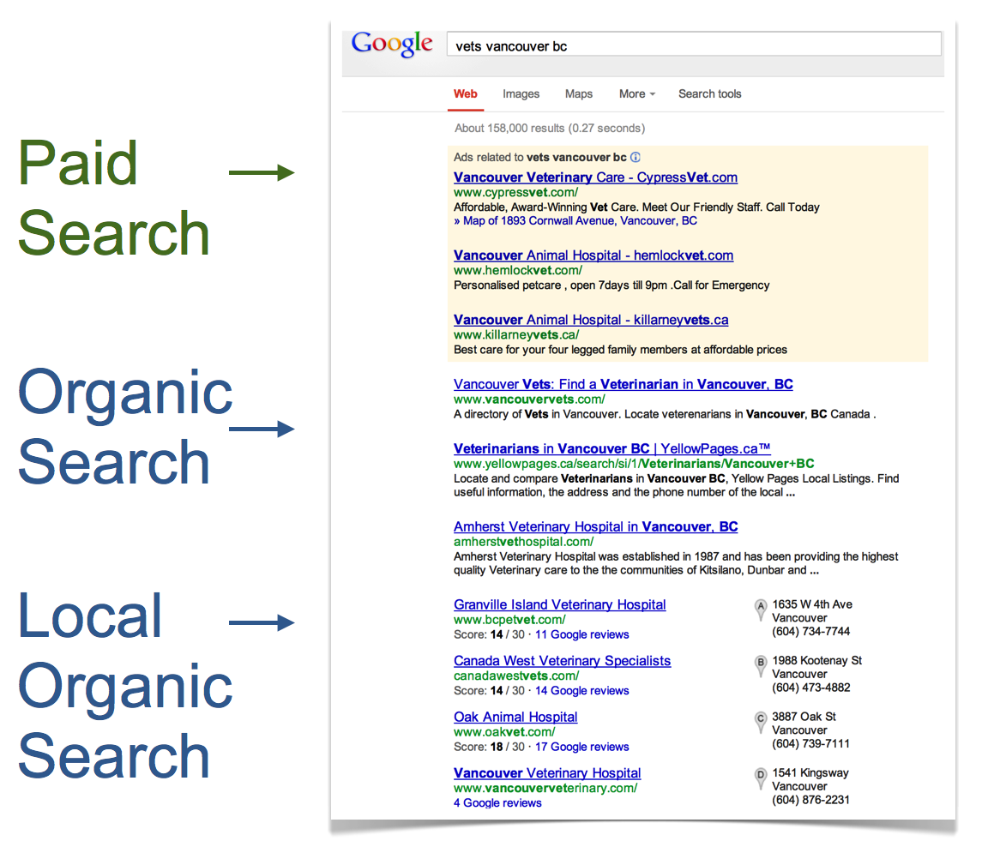 Google
vets vancouver bc
Web Images Maps More Search tools
About 158,000 results (0.27 seconds)
Paid
Search
Ads related to vets vancouver bc
Vancouver Veterinary Care - CypressVet.com
www.cypressvet.com/
Affordable, Award-Winning Vet Care. Meet Our Friendly Staff. Call Today
» Map of 1893 Cornwall Avenue, Vancouver, BC
Vancouver Animal Hospital - hemlockvet.com
www.hemlockvet.com/
Personalised petcare , open 7days till 9pm .Call for Emergency
Vancouver Animal Hospital - killarneyvets.ca
www.killarneyvets.ca/
Best care for your four legged family members at affordable prices
Organic
Search
Vancouver Vets: Find a Veterinarian in Vancouver, BC
www.vancouvervets.com/
A directory of Vets in Vancouver. Locate veterenarians in Vancouver, BC Canada .
Veterinarians in Vancouver BC | YellowPages.ca™
www.yellowpages.ca/search/si/1/Veterinarians/Vancouver+BC
Locate and compare Veterinarians in Vancouver BC, Yellow Pages Local Listings. Find
useful information, the address and the phone number of the local ...
Amherst Veterinary Hospital in Vancouver, BC
amherstvethospital.com/
Amherst Veterinary Hospital was established in 1987 and has been providing the highest
quality Veterinary care to the the communities of Kitsilano, Dunbar and ...
Local
Organic
Search
Granville Island Veterinary Hospital
www.bcpetvet.com/
Score: 14 / 30 · 11 Google reviews
A 1635 W 4th Ave
Vancouver
(604) 734-7744
Canada West Veterinary Specialists
canadawestvets.com/
Score: 14 / 30 · 14 Google reviews
B 1988 Kootenay St
Vancouver
(604) 473-4882
Oak Animal Hospital
www.oakvet.com/
Score: 18 / 30 · 17 Google reviews
C 3887 Oak St
Vancouver
(604) 739-7111
Vancouver Veterinary Hospital
www.vancouverveterinary.com/
4 Google reviews
D 1541 Kingsway
Vancouver
(604) 876-2231